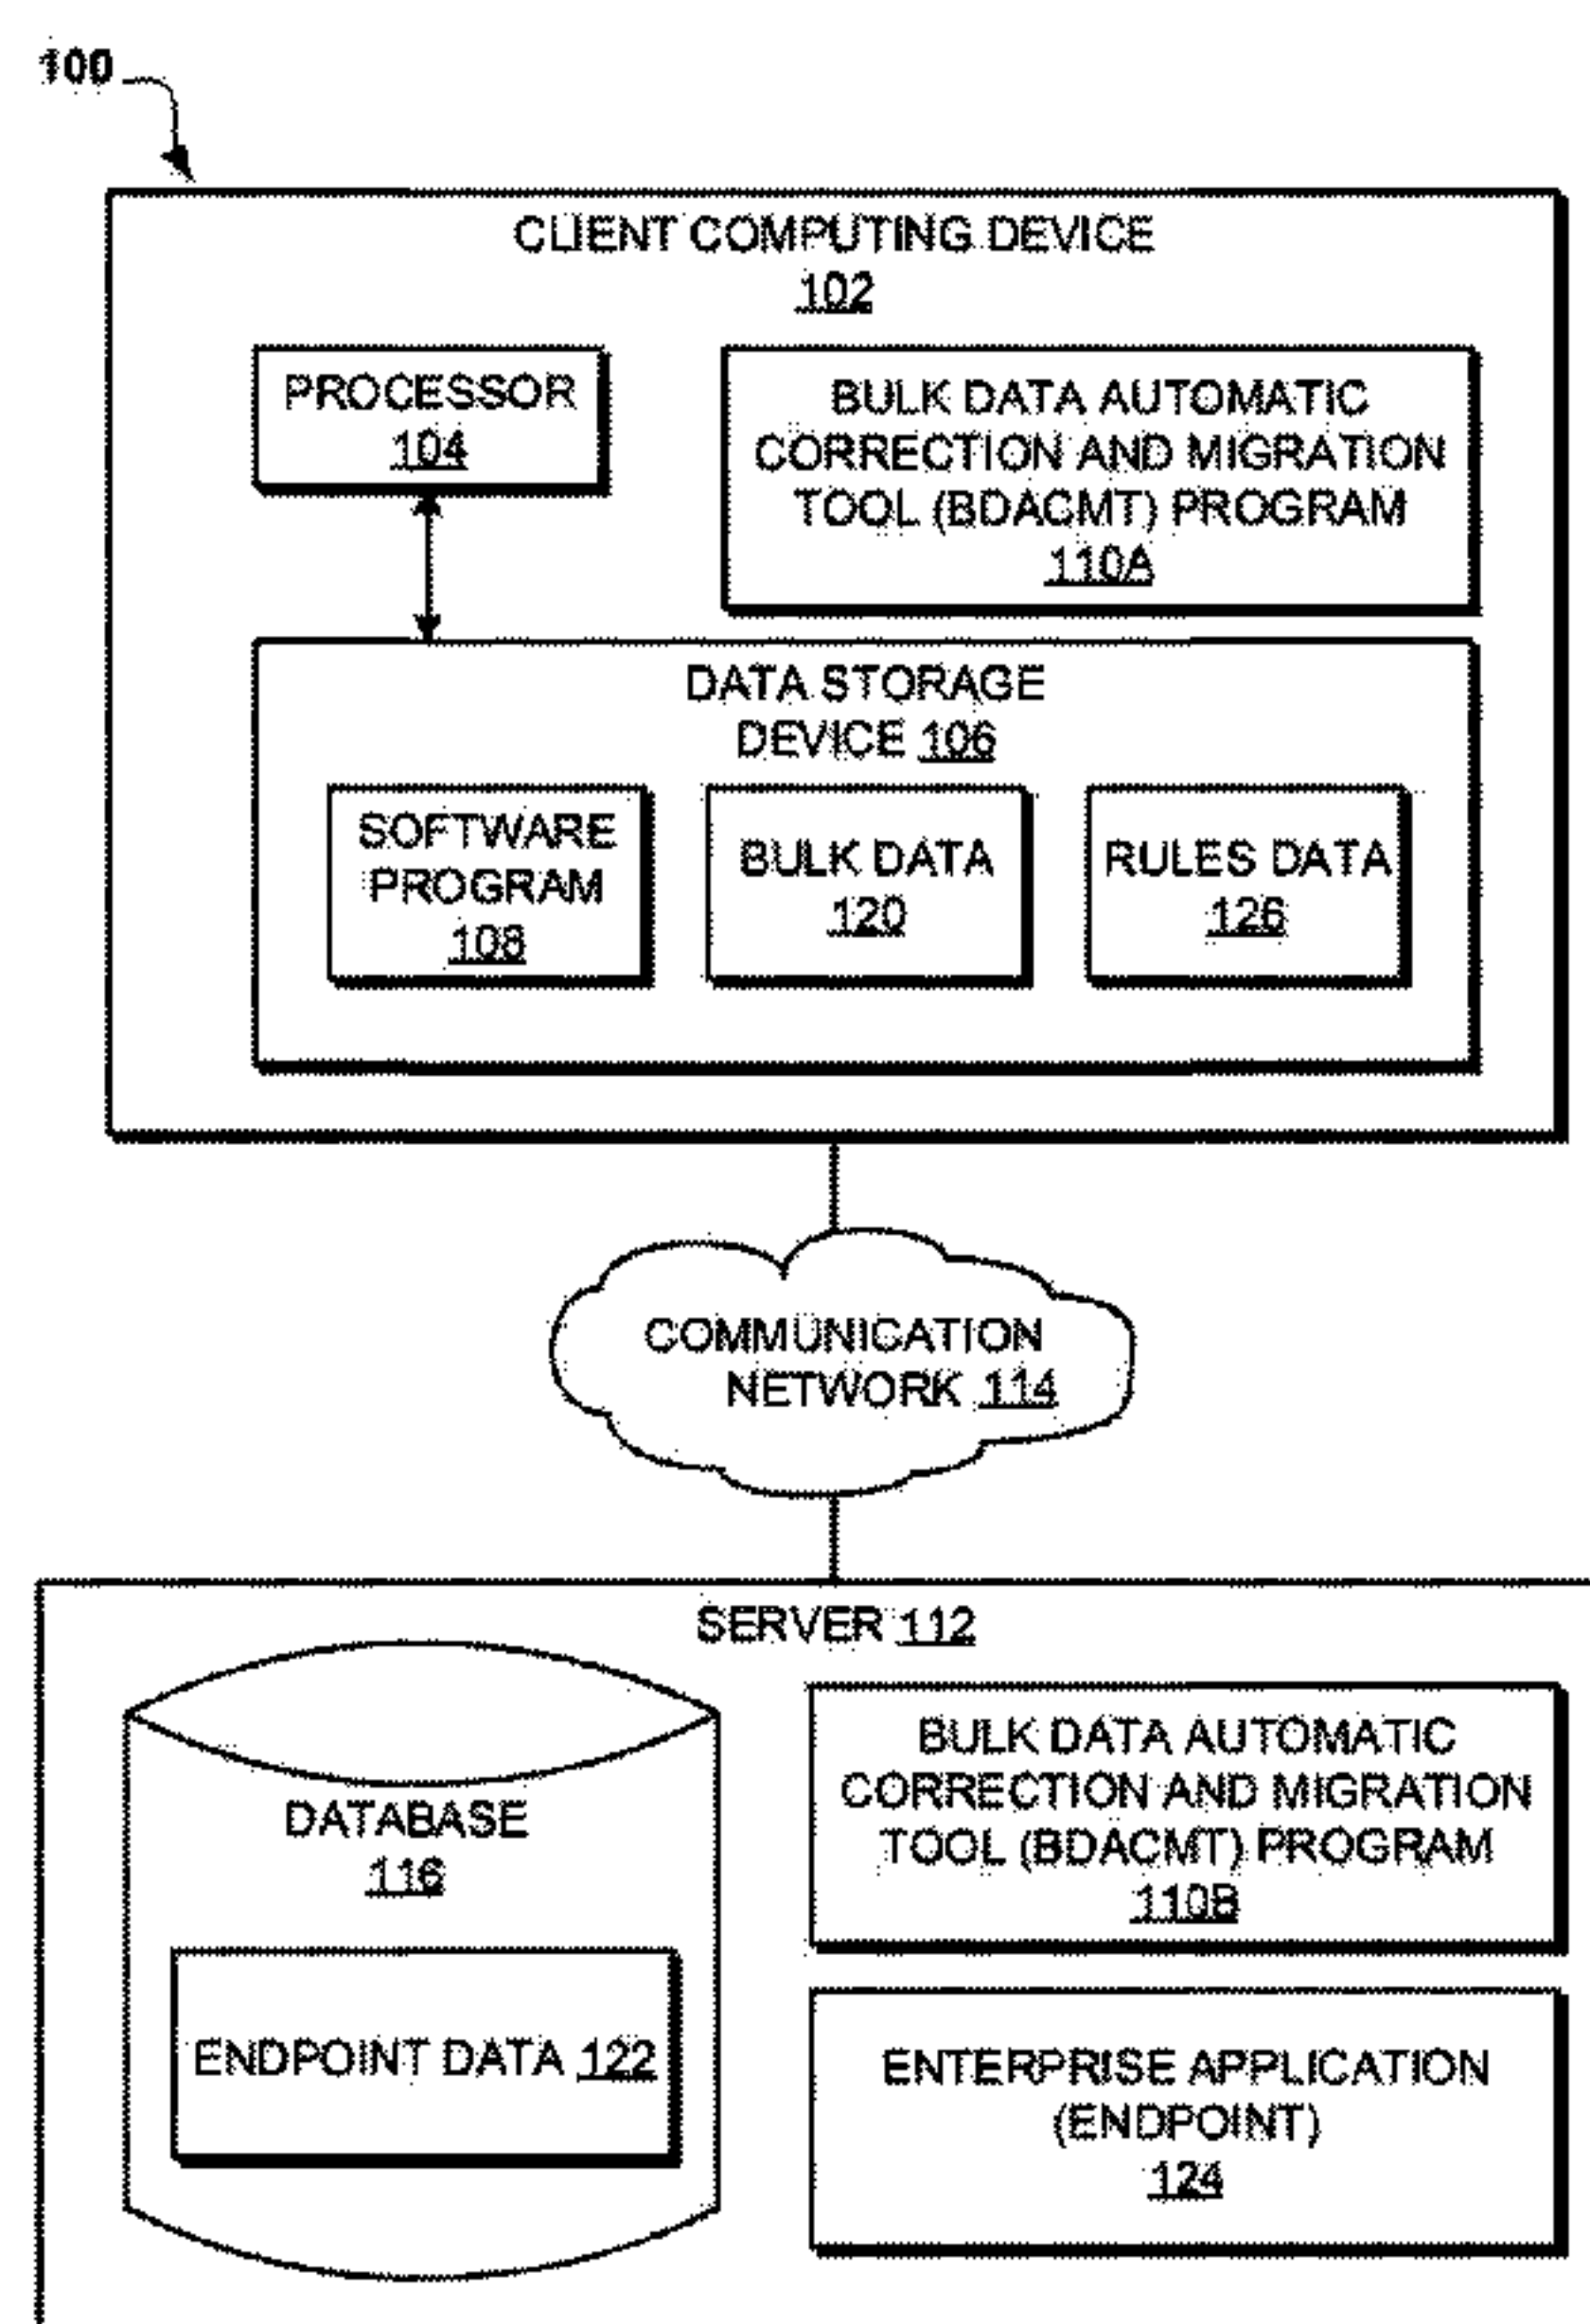 100
CLIENT COMPUTING DEVICE
102
PROCESSOR
104
BULK DATA AUTOMATIC
CORRECTION AND MIGRATION
TOOL (BDACMT) PROGRAM
110A
DATA STORAGE
DEVICE 106
SOFTWARE
PROGRAM
108
BULK DATA
120
RULES DATA
126
COMMUNICATION
NETWORK 114
SERVER 112
DATABASE
116
ENDPOINT DATA 122
BULK DATA AUTOMATIC
CORRECTION AND MIGRATION
TOOL (BDACMT) PROGRAM
110B
ENTERPRISE APPLICATION
(ENDPOINT)
124